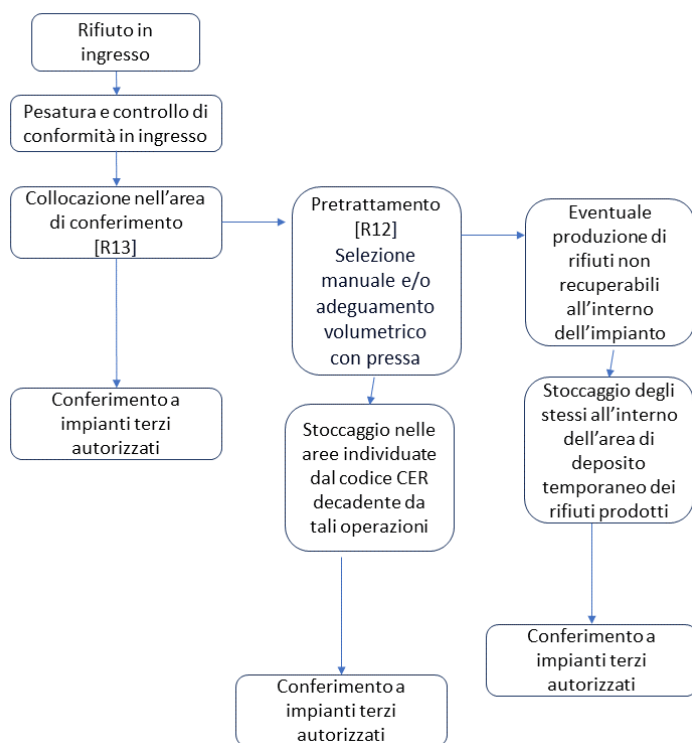 Rifiuto in
ingresso
Pesatura e controllo di
conformità in ingresso
Collocazione nell’area
di conferimento
[R13]
Conferimento a
impianti terzi
autorizzati
Pretrattamento
[R12]
Selezione
manuale e/o
adeguamento
volumetrico
con pressa
Stoccaggio nelle
aree individuate
dal codice CER
decadente da
tali operazioni
Conferimento a
impianti terzi
autorizzati
Eventuale
produzione di
rifiuti non
recuperabili
all’interno
dell’impianto
Stoccaggio degli
stessi all’interno
dell’area di
deposito
temporaneo dei
rifiuti prodotti
Conferimento a
impianti terzi
autorizzati